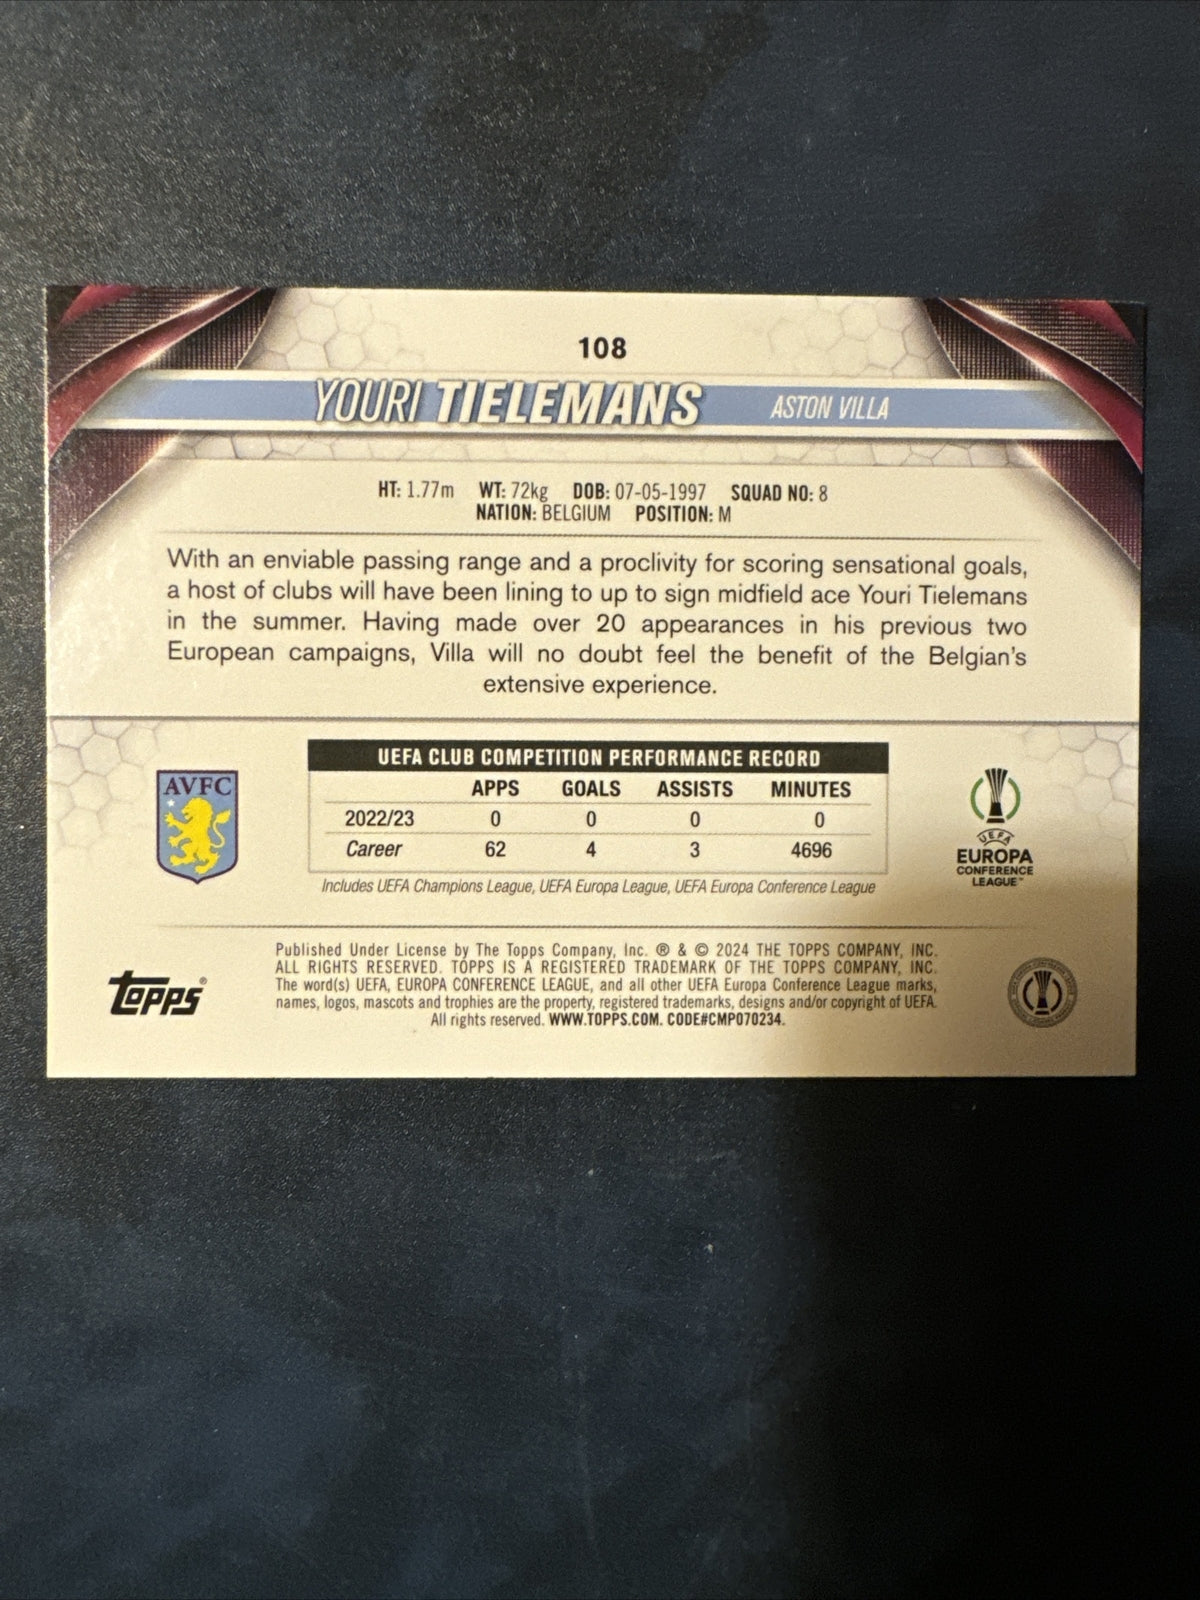 108
YOURI TIELEMANS ASTON VILLA
HT: 1.77m WT: 72kg DOB: 07-05-1997 SQUAD NO: 8
NATION: BELGIUM POSITION: M
With an enviable passing range and a proclivity for scoring sensational goals,
a host of clubs will have been lining to up to sign midfield ace Youri Tielemans
in the summer. Having made over 20 appearances in his previous two
European campaigns, Villa will no doubt feel the benefit of the Belgian's
extensive experience.
UEFA CLUB COMPETITION PERFORMANCE RECORD
APPS GOALS ASSISTS MINUTES
2022/23 0 0 0 0
Career 62 4 3 4696
Includes UEFA Champions League, UEFA Europa League, UEFA Europa Conference League
AVFC
UEFA
EUROPA
CONFERENCE
LEAGUE™
Published Under License by The Topps Company, Inc. ® & © 2024 THE TOPPS COMPANY, INC.
ALL RIGHTS RESERVED. TOPPS IS A REGISTERED TRADEMARK OF THE TOPPS COMPANY, INC.
The word(s) UEFA, EUROPA CONFERENCE LEAGUE, and all other UEFA Europa Conference League marks,
names, logos, mascots and trophies are the property, registered trademarks, designs and/or copyright of UEFA.
All rights reserved. WWW.TOPPS.COM. CODE#CMP070234.
Topps®